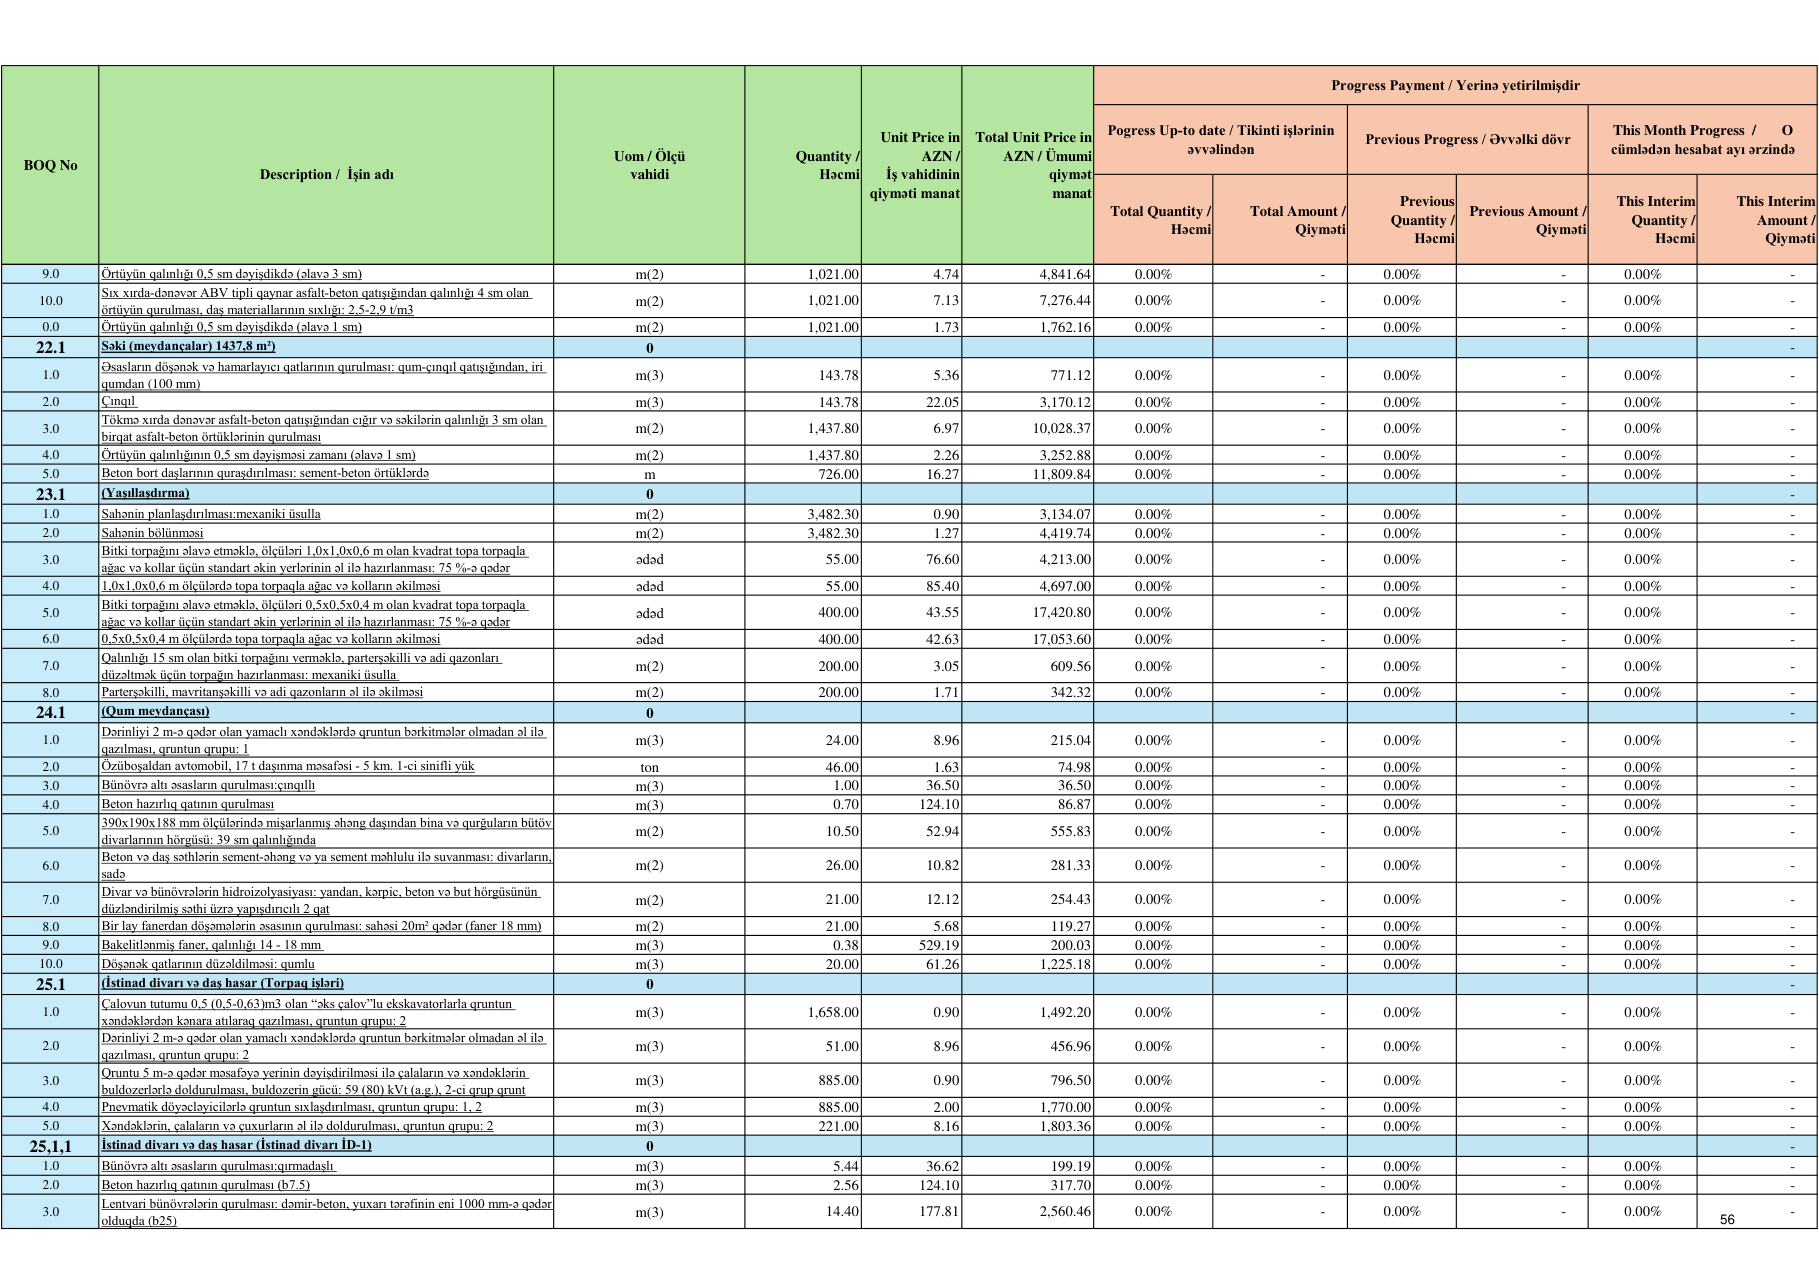 Progress Payment / Yerinə yetirilmişdir
BOQ No
Description / İşin adı
Uom / Ölçü
vahidi
Quantity /
Həcmi
Unit Price in
AZN /
İş vahidinin
qiyməti manat
Total Unit Price in
AZN / Ümumi
qiymət
manat
Pogress Up-to date / Tikinti işlərinin
əvvəlindən
Previous Progress / Əvvəlki dövr
This Month Progress / O
cümlədən hesabat ayı ərzində
Total Quantity /
Həcmi
Total Amount /
Qiyməti
Previous
Quantity /
Həcmi
Previous Amount /
Qiyməti
This Interim
Quantity /
Həcmi
This Interim
Amount /
Qiyməti
9.0 Örtüyün qalınlığı 0,5 sm dəyişdikdə (əlavə 3 sm) m(2) 1,021.00 4.74 4,841.64 0.00% - 0.00% - 0.00% -
10.0 Sıx xırda-dənəvər ABV tipli qaynar asfalt-beton qatışığından qalınlığı 4 sm olan
örtüyün qurulması, daş materiallarının sıxlığı: 2,5-2,9 t/m3 m(2) 1,021.00 7.13 7,276.44 0.00% - 0.00% - 0.00% -
0.0 Örtüyün qalınlığı 0,5 sm dəyişdikdə (əlavə 1 sm) m(2) 1,021.00 1.73 1,762.16 0.00% - 0.00% - 0.00% -
22.1 Səki (meydançalar) 1437,8 m²) 0 -
1.0 Əsasların döşənək və hamarlayıcı qatlarının qurulması: qum-çınqıl qatışığından, iri
qumdan (100 mm) m(3) 143.78 5.36 771.12 0.00% - 0.00% - 0.00% -
2.0 Çınqıl m(3) 143.78 22.05 3,170.12 0.00% - 0.00% - 0.00% -
3.0 Tökmə xırda dənəvər asfalt-beton qatışığından cığır və səkilərin qalınlığı 3 sm olan
birqat asfalt-beton örtüklərinin qurulması m(2) 1,437.80 6.97 10,028.37 0.00% - 0.00% - 0.00% -
4.0 Örtüyün qalınlığının 0,5 sm dəyişməsi zamanı (əlavə 1 sm) m(2) 1,437.80 2.26 3,252.88 0.00% - 0.00% - 0.00% -
5.0 Beton bort daşlarının quraşdırılması: sement-beton örtüklərdə m 726.00 16.27 11,809.84 0.00% - 0.00% - 0.00% -
23.1 (Yaşıllaşdırma) 0 -
1.0 Sahənin planlaşdırılması:mexaniki üsulla m(2) 3,482.30 0.90 3,134.07 0.00% - 0.00% - 0.00% -
2.0 Sahənin bölünməsi m(2) 3,482.30 1.27 4,419.74 0.00% - 0.00% - 0.00% -
3.0 Bitki torpağını əlavə etməklə, ölçüləri 1,0x1,0x0,6 m olan kvadrat topa torpaqla
ağac və kollar üçün standart əkin yerlərinin əl ilə hazırlanması: 75 %-ə qədər ədəd 55.00 76.60 4,213.00 0.00% - 0.00% - 0.00% -
4.0 1,0x1,0x0,6 m ölçülərdə topa torpaqla ağac və kolların əkilməsi ədəd 55.00 85.40 4,697.00 0.00% - 0.00% - 0.00% -
5.0 Bitki torpağını əlavə etməklə, ölçüləri 0,5x0,5x0,4 m olan kvadrat topa torpaqla
ağac və kollar üçün standart əkin yerlərinin əl ilə hazırlanması: 75 %-ə qədər ədəd 400.00 43.55 17,420.80 0.00% - 0.00% - 0.00% -
6.0 0,5x0,5x0,4 m ölçülərdə topa torpaqla ağac və kolların əkilməsi ədəd 400.00 42.63 17,053.60 0.00% - 0.00% - 0.00% -
7.0 Qalınlığı 15 sm olan bitki torpağını verməklə, parterşəkilli və adi qazonları
düzəltmək üçün torpağın hazırlanması: mexaniki üsulla m(2) 200.00 3.05 609.56 0.00% - 0.00% - 0.00% -
8.0 Parterşəkilli, mavritanşəkilli və adi qazonların əl ilə əkilməsi m(2) 200.00 1.71 342.32 0.00% - 0.00% - 0.00% -
24.1 (Qum meydançası) 0 -
1.0 Dərinliyi 2 m-ə qədər olan yamaclı xəndəklərdə qruntun bərkitmələr olmadan əl ilə
qazılması, qruntun qrupu: 1 m(3) 24.00 8.96 215.04 0.00% - 0.00% - 0.00% -
2.0 Özüboşaldan avtomobil, 17 t daşınma məsafəsi - 5 km. 1-ci sinifli yük ton 46.00 1.63 74.98 0.00% - 0.00% - 0.00% -
3.0 Bünövrə altı əsasların qurulması:çınqıllı m(3) 1.00 36.50 36.50 0.00% - 0.00% - 0.00% -
4.0 Beton hazırlıq qatının qurulması m(3) 0.70 124.10 86.87 0.00% - 0.00% - 0.00% -
5.0 390x190x188 mm ölçülərində mişarlanmış əhəng daşından bina və qurğuların bütöv
divarlarının hörgüsü: 39 sm qalınlığında m(2) 10.50 52.94 555.83 0.00% - 0.00% - 0.00% -
6.0 Beton və daş səthlərin sement-əhəng və ya sement məhlulu ilə suvanması: divarların,
sadə m(2) 26.00 10.82 281.33 0.00% - 0.00% - 0.00% -
7.0 Divar və bünövrələrin hidroizolyasiyası: yandan, kərpic, beton və but hörgüsünün
düzləndirilmiş səthi üzrə yapışdırıcılı 2 qat m(2) 21.00 12.12 254.43 0.00% - 0.00% - 0.00% -
8.0 Bir lay fanerdan döşəmələrin əsasının qurulması: sahəsi 20m² qədər (faner 18 mm) m(2) 21.00 5.68 119.27 0.00% - 0.00% - 0.00% -
9.0 Bakelitlənmiş faner, qalınlığı 14 - 18 mm m(3) 0.38 529.19 200.03 0.00% - 0.00% - 0.00% -
10.0 Döşənək qatlarının düzəldilməsi: qumlu m(3) 20.00 61.26 1,225.18 0.00% - 0.00% - 0.00% -
25.1 (İstinad divarı və daş hasar (Torpaq işləri) 0 -
1.0 Çalovun tutumu 0,5 (0,5-0,63)m3 olan “əks çalov”lu ekskavatorlarla qruntun
xəndəklərdən kənara atılaraq qazılması, qruntun qrupu: 2 m(3) 1,658.00 0.90 1,492.20 0.00% - 0.00% - 0.00% -
2.0 Dərinliyi 2 m-ə qədər olan yamaclı xəndəklərdə qruntun bərkitmələr olmadan əl ilə
qazılması, qruntun qrupu: 2 m(3) 51.00 8.96 456.96 0.00% - 0.00% - 0.00% -
3.0 Qruntu 5 m-ə qədər məsafəyə yerinin dəyişdirilməsi ilə çalaların və xəndəklərin
buldozerlərlə doldurulması, buldozerin gücü: 59 (80) kVt (a.g.), 2-ci qrup qrunt m(3) 885.00 0.90 796.50 0.00% - 0.00% - 0.00% -
4.0 Pnevmatik döyəcləyicilərlə qruntun sıxlaşdırılması, qruntun qrupu: 1, 2 m(3) 885.00 2.00 1,770.00 0.00% - 0.00% - 0.00% -
5.0 Xəndəklərin, çalaların və çuxurların əl ilə doldurulması, qruntun qrupu: 2 m(3) 221.00 8.16 1,803.36 0.00% - 0.00% - 0.00% -
25,1,1 İstinad divarı və daş hasar (İstinad divarı İD-1) 0 -
1.0 Bünövrə altı əsasların qurulması:qırmadaşlı m(3) 5.44 36.62 199.19 0.00% - 0.00% - 0.00% -
2.0 Beton hazırlıq qatının qurulması (b7.5) m(3) 2.56 124.10 317.70 0.00% - 0.00% - 0.00% -
3.0 Lentvari bünövrələrin qurulması: dəmir-beton, yuxarı tərəfinin eni 1000 mm-ə qədər
olduqda (b25) m(3) 14.40 177.81 2,560.46 0.00% - 0.00% - 0.00% -
56